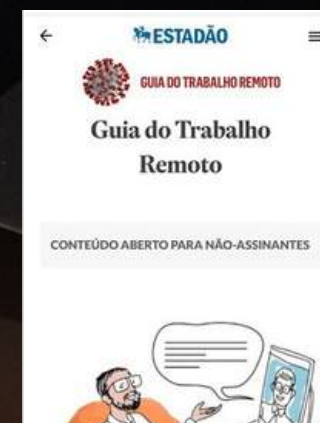 ESTADÃO
GUIA DO TRABALHO REMOTO
Guia do Trabalho
Remoto
CONTEÚDO ABERTO PARA NÃO-ASSINANTES